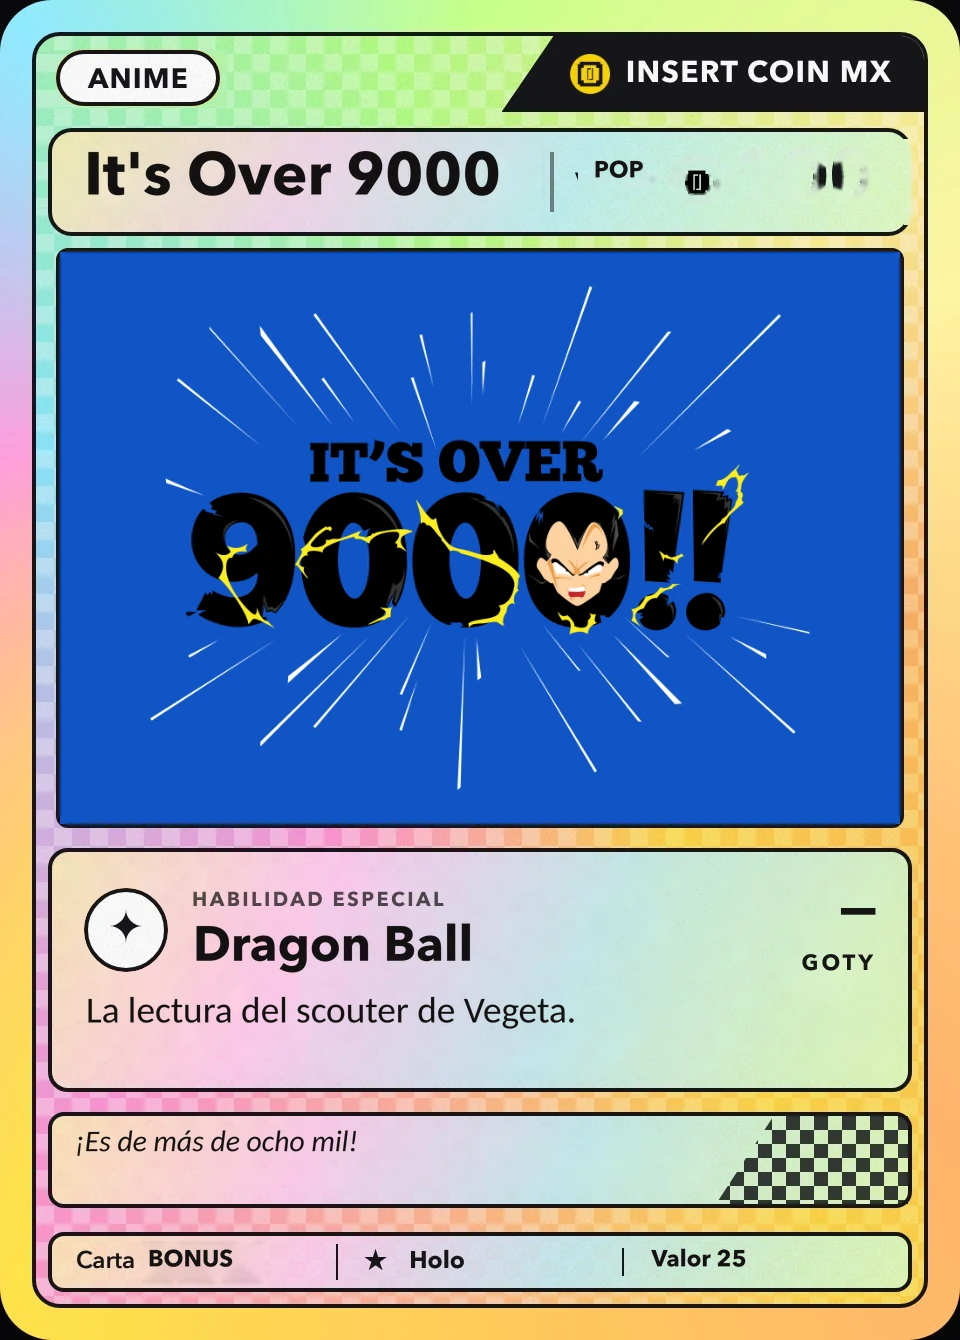 ANIME
INSERT COIN MX
It's Over 9000
POP
IT'S OVER
9000!!
HABILIDAD ESPECIAL
Dragon Ball
GOTY
La lectura del scouter de Vegeta.
¡Es de más de ocho mil!
Carta BONUS
★ Holo
Valor 25